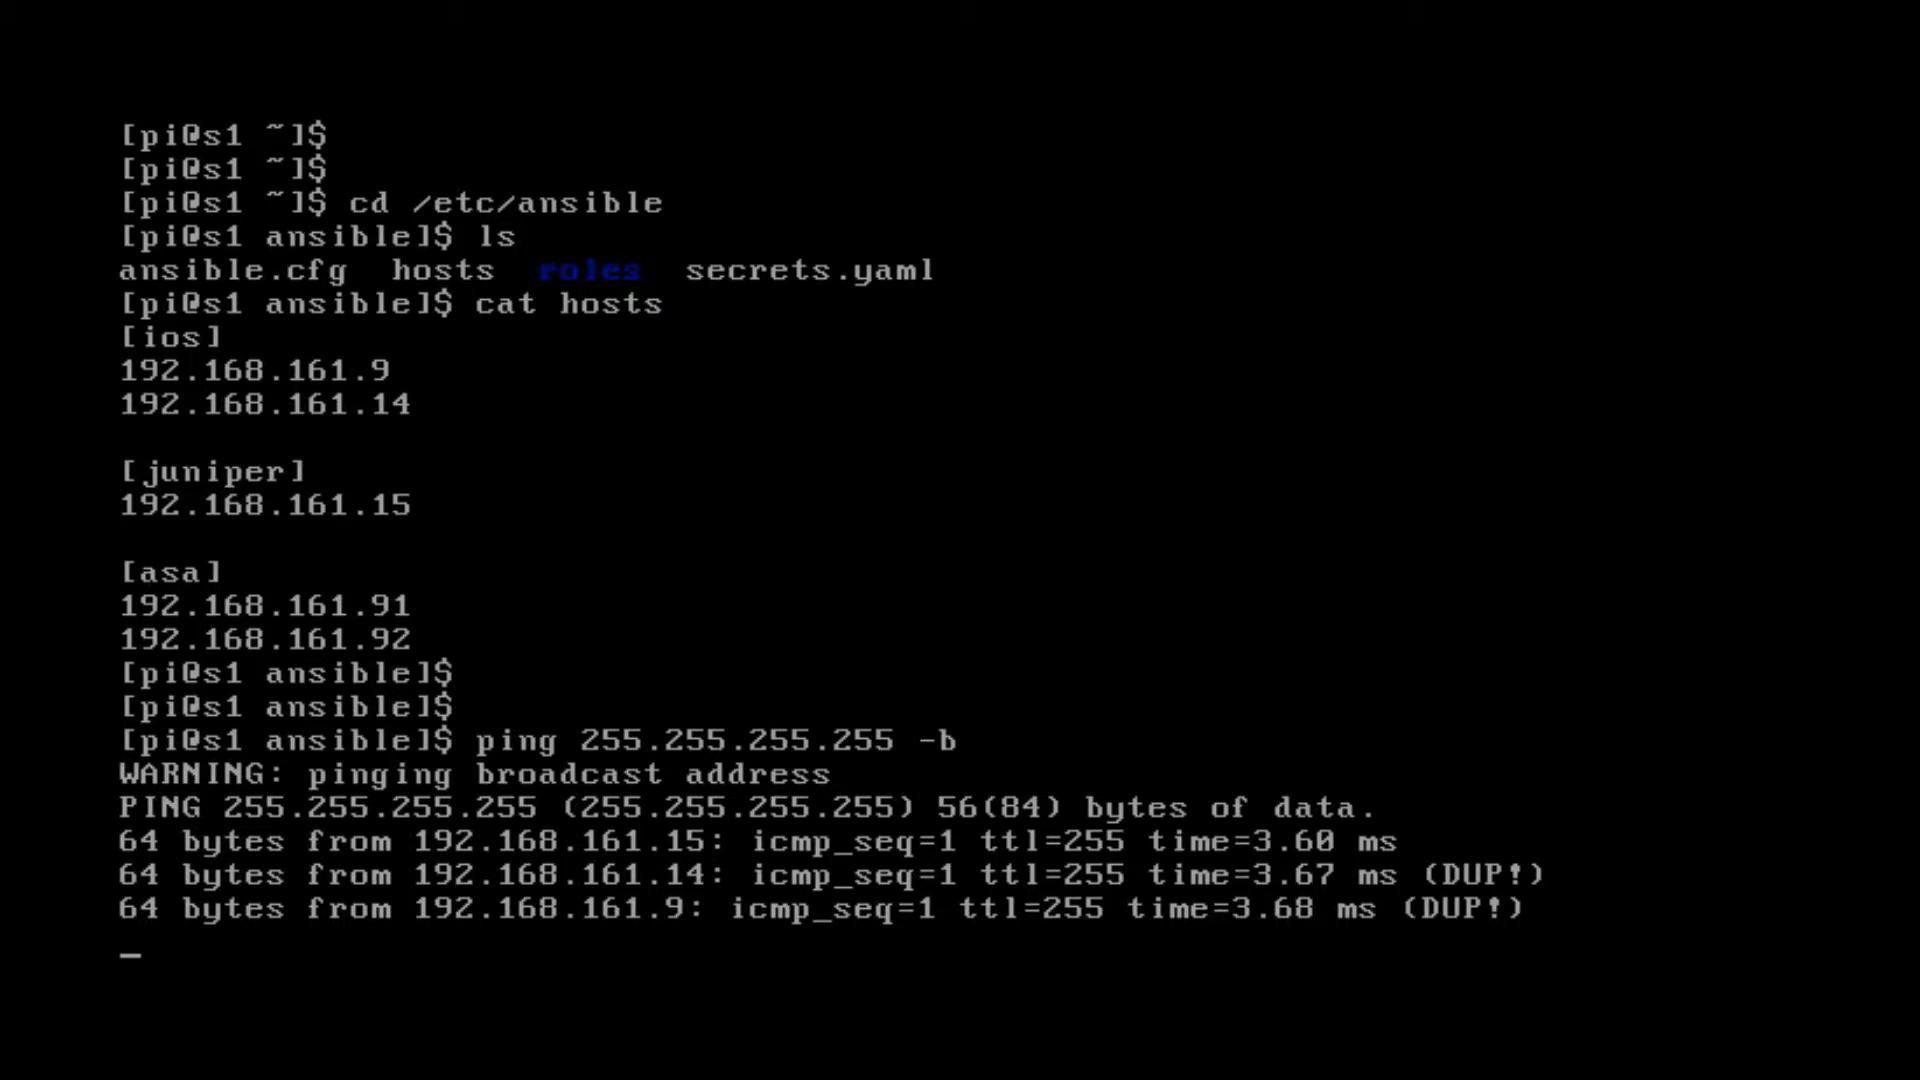 [pi@s1 ~]$
[pi@s1 ~]$
[pi@s1 ~]$ cd /etc/ansible
[pi@s1 ansible]$ ls
ansible.cfg  hosts  roles  secrets.yaml
[pi@s1 ansible]$ cat hosts
[ios]
192.168.161.9
192.168.161.14
[juniper]
192.168.161.15
[asa]
192.168.161.91
192.168.161.92
[pi@s1 ansible]$
[pi@s1 ansible]$
[pi@s1 ansible]$ ping 255.255.255.255 -b
WARNING: pinging broadcast address
PING 255.255.255.255 (255.255.255.255) 56(84) bytes of data.
64 bytes from 192.168.161.15: icmp_seq=1 ttl=255 time=3.60 ms
64 bytes from 192.168.161.14: icmp_seq=1 ttl=255 time=3.67 ms (DUP!)
64 bytes from 192.168.161.9: icmp_seq=1 ttl=255 time=3.68 ms (DUP!)